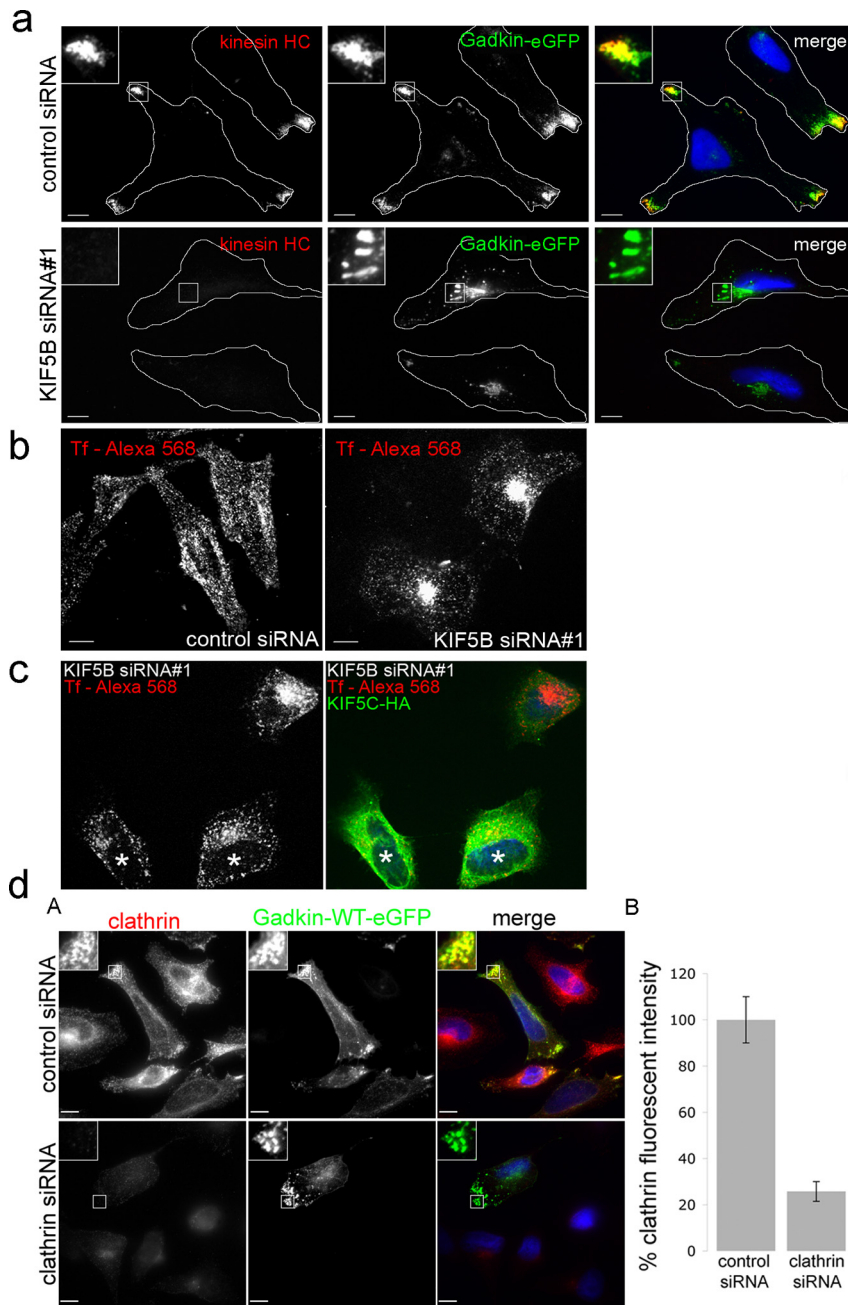 a
control siRNA
kinesin HC
Gadkin-eGFP
merge
KIF5B siRNA#1
kinesin HC
Gadkin-eGFP
merge
b
Tf - Alexa 568
control siRNA
Tf - Alexa 568
KIF5B siRNA#1
c
KIF5B siRNA#1
Tf - Alexa 568
KIF5B siRNA#1
Tf - Alexa 568
KIF5C-HA
*
*
*
*
d
A
clathrin
Gadkin-WT-eGFP
merge
control siRNA
clathrin siRNA
B
% clathrin fluorescent intensity
120
100
80
60
40
20
0
control
siRNA
clathrin
siRNA